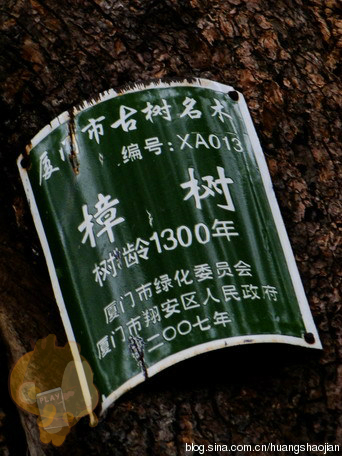 厦门市古树名木
编号:XA013
樟 树
树龄1300年
厦门市绿化委员会
厦门市翔安区人民政府
二〇〇七年
PLAY
blog.sina.com.cn/huangshaojian